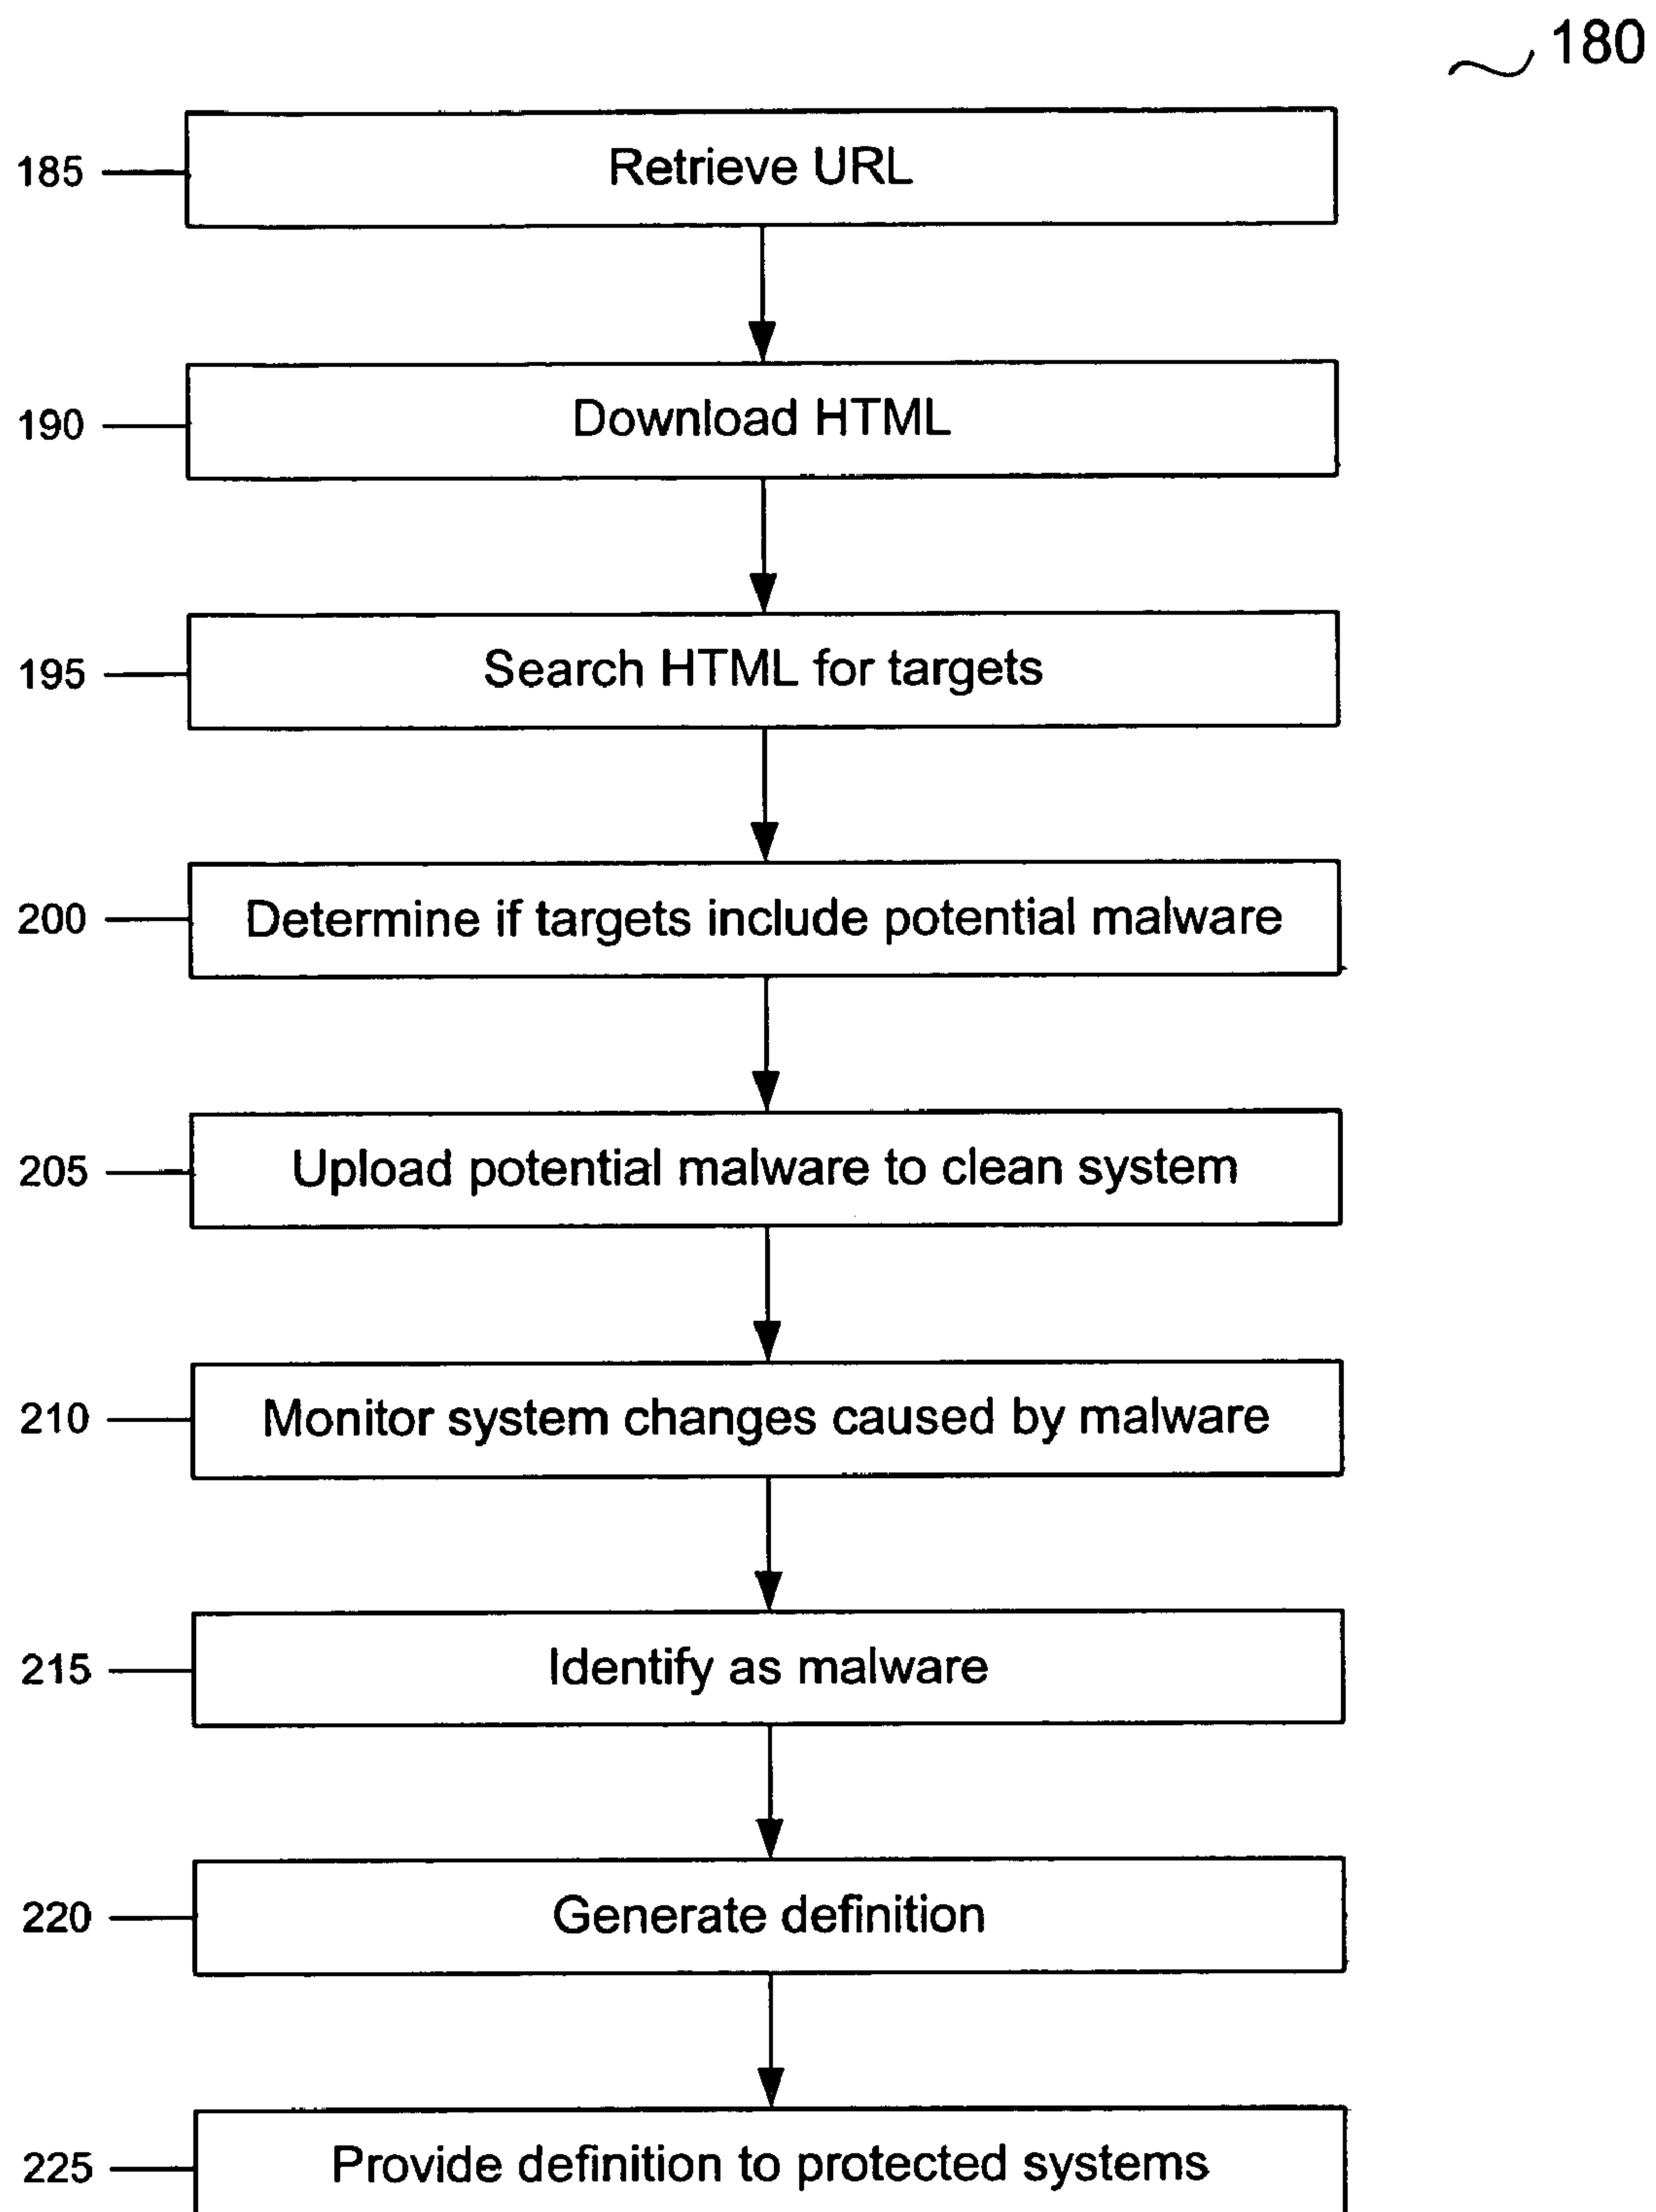 180
185 Retrieve URL
190 Download HTML
195 Search HTML for targets
200 Determine if targets include potential malware
205 Upload potential malware to clean system
210 Monitor system changes caused by malware
215 Identify as malware
220 Generate definition
225 Provide definition to protected systems